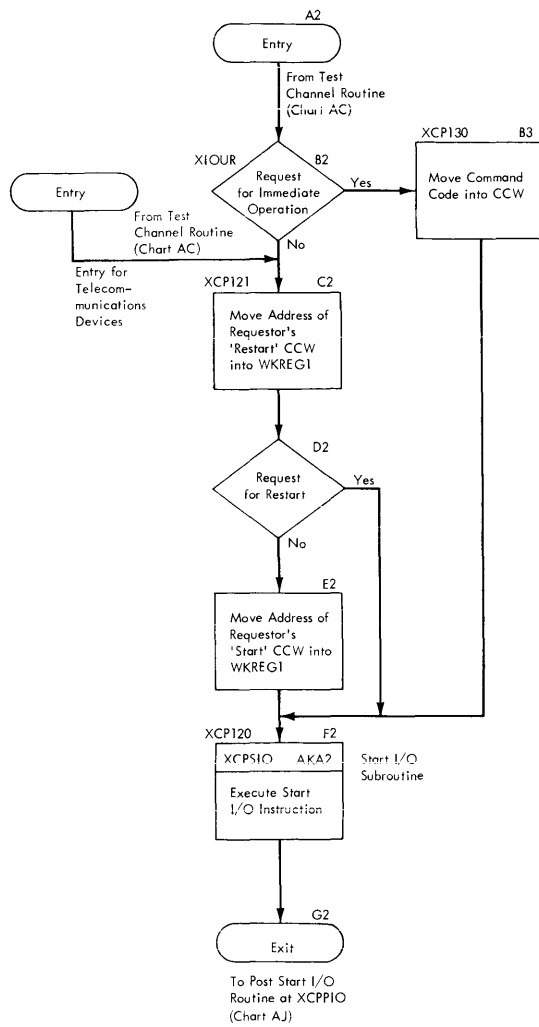 A2
Entry
From Test
Channel Routine
(Chart AC)
XIOUR
B2
Request
for Immediate
Operation
Yes
No
XCP130
B3
Move Command
Code into CCW
Entry
From Test
Channel Routine
(Chart AC)
Entry for
Telecom-
munications
Devices
XCP121
C2
Move Address of
Requestor's
'Restart' CCW
into WKREG1
D2
Request
for Restart
Yes
No
E2
Move Address of
Requestor's
'Start' CCW into
WKREG1
XCP120
F2
XCPSIO AKA2
Execute Start
I/O Instruction
Start I/O
Subroutine
G2
Exit
To Post Start I/O
Routine at XCPPIO
(Chart AJ)